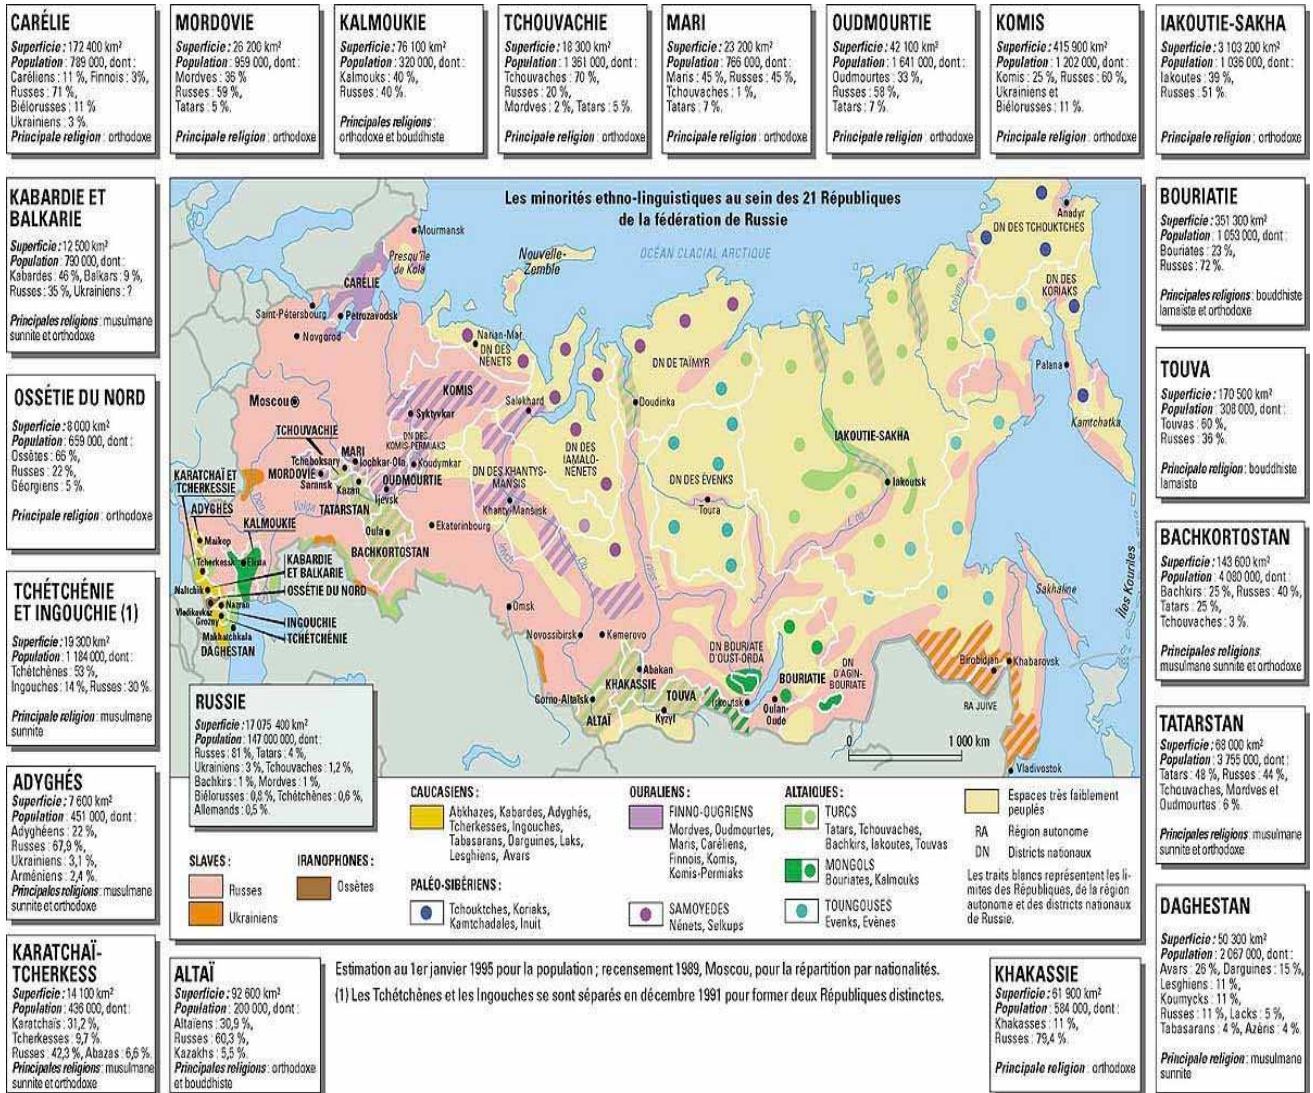 CARÉLIE
Superficie : 172 400 km²
Population : 789 000, dont :
Caréliens : 11 %, Finnois : 3%,
Russes : 71 %,
Biélorusses : 11 %
Ukrainiens : 3 %.
Principale religion : orthodoxe
MORDOVIE
Superficie : 26 200 km²
Population : 959 000, dont :
Mordves : 36 %
Russes : 59 %,
Tatars : 5 %.
Principale religion : orthodoxe
KALMOUKIE
Superficie : 76 100 km²
Population : 320 000, dont :
Kalmouks : 40 %,
Russes : 40 %.
Principales religions :
orthodoxe et bouddhiste
TCHOUVACHIE
Superficie : 18 300 km²
Population : 1 361 000, dont :
Tchouvaches : 70 %,
Russes : 20 %,
Mordves : 2 %, Tatars : 5 %.
Principale religion : orthodoxe
MARI
Superficie : 23 200 km²
Population : 766 000, dont :
Maris : 45 %, Russes : 45 %,
Tchouvaches : 1 %,
Tatars : 7 %.
Principale religion : orthodoxe
OUDMOURTIE
Superficie : 42 100 km²
Population : 1 641 000, dont :
Oudmourtes : 33 %,
Russes : 58 %,
Tatars : 7 %.
Principale religion : orthodoxe
KOMIS
Superficie : 415 900 km²
Population : 1 202 000, dont :
Komis : 25 %, Russes : 60 %,
Ukrainiens et
Biélorusses : 11 %.
Principale religion : orthodoxe
IAKOUTIE-SAKHA
Superficie : 3 103 200 km²
Population : 1 036 000, dont :
Iakoutes : 39 %,
Russes : 51 %.
Principale religion : orthodoxe
KABARDIE ET
BALKARIE
Superficie : 12 500 km²
Population : 790 000, dont :
Kabardes : 46 %, Balkars : 9 %,
Russes : 35 %, Ukrainiens : ?
Principales religions : musulmane
sunnite et orthodoxe
OSSÉTIE DU NORD
Superficie : 8 000 km²
Population : 659 000, dont :
Ossètes : 66 %,
Russes : 22 %,
Géorgiens : 5 %.
Principale religion : orthodoxe
TCHÉTCHÉNIE
ET INGOUCHIE (1)
Superficie : 19 300 km²
Population : 1 184 000, dont :
Tchétchènes : 53 %,
Ingouches : 14 %, Russes : 30 %.
Principale religion : musulmane
sunnite
ADYGHÉS
Superficie : 7 600 km²
Population : 451 000, dont :
Adyghéens : 22 %,
Russes : 67,9 %,
Ukrainiens : 3,1 %,
Arméniens : 2,4 %.
Principales religions : musulmane
sunnite et orthodoxe
KARATCHAÏ-
TCHERKESS
Superficie : 14 100 km²
Population : 436 000, dont :
Karatchaïs : 31,2 %,
Tcherkesses : 9,7 %.
Russes : 42,3 %, Abazas : 6,6 %.
Principales religions : musulmane
sunnite et orthodoxe
Les minorités ethno-linguistiques au sein des 21 Républiques
de la fédération de Russie
OCÉAN GLACIAL ARCTIQUE
Nouvelle-
Zemble
Mourmansk
Presqu'île
de Kola
CARÉLIE
Saint-Pétersbourg
Petrozavodsk
Novgorod
Narian-Mar
DN DES
NÉNETS
DN DE TAÏMYR
Anadyr
DN DES TCHOUKTCHES
DN DES
KORIAKS
Kolyma
Palana
Kamtchatka
Moscou
KOMIS
Syktyvkar
Salekhard
Doudinka
TCHOUVACHIE
MARI
DN DES
KOMIS-PERMIAKS
Tcheboksary
Iochkar-Ola
Koudymkar
MORDOVIE
Saransk
Kazan
OUDMOURTIE
Ijevsk
TATARSTAN
Volga
Don
DN DES KHANTYS-
MANSIS
Khanty-Mansisk
DN DES
IAMALO-
NÉNETS
DN DES ÉVENKS
Toura
IAKOUTIE-SAKHA
Iakoutsk
Lena
KARATCHAÏ ET
TCHERKESSIE
ADYGHÉS
KALMOUKIE
Oufa
BACHKORTOSTAN
Ekaterinbourg
Maikop
Tcherkessk
Elista
Naltchik
Vladikavkaz
Nazran
Grozny
Makhatchkala
DAGHESTAN
KABARDIE
ET BALKARIE
OSSÉTIE DU NORD
INGOUCHIE
TCHÉTCHÉNIE
Omsk
Ob
Novossibirsk
Kemerovo
Abakan
KHAKASSIE
Gorno-Altaïsk
ALTAÏ
TOUVA
Kyzyl
DN BOURIATE
D'OUST-ORDA
Iskoutsk
BOURIATIE
Oulan-
Oude
DN
D'AGIN-
BOURIATE
Birobidjan
Khabarovsk
RA JUIVE
Vladivostok
Sakhaline
Îles Kouriles
0 1 000 km
RUSSIE
Superficie : 17 075 400 km²
Population : 147 000 000, dont :
Russes : 81 %, Tatars : 4 %,
Ukrainiens : 3 %, Tchouvaches : 1,2 %,
Bachkirs : 1 %, Mordves : 1 %,
Biélorusses : 0,8 %, Tchétchènes : 0,6 %,
Allemands : 0,5 %.
SLAVES :
Russes
Ukrainiens
IRANOPHONES :
Ossètes
CAUCASIENS :
Abkhazes, Kabardes, Adyghés,
Tcherkesses, Ingouches,
Tabasarans, Darguines, Laks,
Lesghiens, Avars
PALÉO-SIBÉRIENS :
Tchouktches, Koriaks,
Kamtchadales, Inuit
OURALIENS :
FINNO-OUGRIENS
Mordves, Oudmourtes,
Maris, Caréliens,
Finnois, Komis,
Komis-Permiaks
SAMOYEDES
Nénets, Selkups
ALTAIQUES :
TURCS
Tatars, Tchouvaches,
Bachkirs, Iakoutes, Touvas
MONGOLS
Bouriates, Kalmouks
TOUNGOUSES
Evenks, Evènes
Espaces très faiblement
peuplés
RA Région autonome
DN Districts nationaux
Les traits blancs représentent les li-
mites des Républiques, de la région
autonome et des districts nationaux
de Russie.
BOURIATIE
Superficie : 351 300 km²
Population : 1 053 000, dont :
Bouriates : 23 %,
Russes : 72 %.
Principale religion : bouddhiste
lamaïste et orthodoxe
TOUVA
Superficie : 170 500 km²
Population : 308 000, dont :
Touvas : 60 %,
Russes : 36 %.
Principale religion : bouddhiste
lamaïste
BACHKORTOSTAN
Superficie : 143 600 km²
Population : 4 080 000, dont :
Bachkirs : 25 %, Russes : 40 %,
Tatars : 25 %,
Tchouvaches : 3 %.
Principales religions :
musulmane sunnite et orthodoxe
TATARSTAN
Superficie : 68 000 km²
Population : 3 755 000, dont :
Tatars : 48 %, Russes : 44 %,
Tchouvaches, Mordves et
Oudmourtes : 6 %.
Principales religions : musulmane
sunnite et orthodoxe
DAGHESTAN
Superficie : 50 300 km²
Population : 2 067 000, dont :
Avars : 26 %, Darguines : 15 %,
Lesghiens : 11 %,
Koumycks : 11 %,
Russes : 11 %, Lacks : 5 %,
Tabasarans : 4 %, Azéris : 4 %.
Principale religion : musulmane
sunnite
ALTAÏ
Superficie : 92 600 km²
Population : 200 000, dont :
Altaïens : 30,9 %,
Russes : 60,3 %,
Kazakhs : 5,5 %.
Principales religions : orthodoxe
et bouddhiste
Estimation au 1er janvier 1995 pour la population ; recensement 1989, Moscou, pour la répartition par nationalités.
(1) Les Tchétchènes et les Ingouches se sont séparés en décembre 1991 pour former deux Républiques distinctes.
KHAKASSIE
Superficie : 61 900 km²
Population : 584 000, dont :
Khakasses : 11 %,
Russes : 79,4 %.
Principale religion : orthodoxe